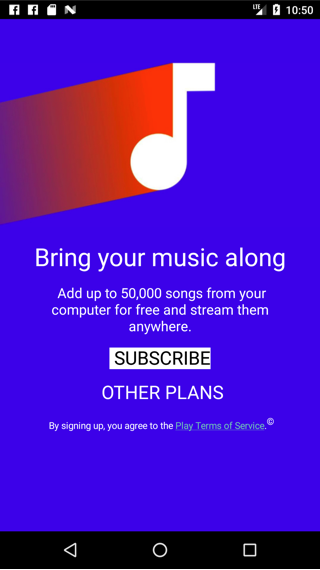 LTE 10:50
Bring your music along
Add up to 50,000 songs from your
computer for free and stream them
anywhere.
SUBSCRIBE
OTHER PLANS
By signing up, you agree to the Play Terms of Service.©